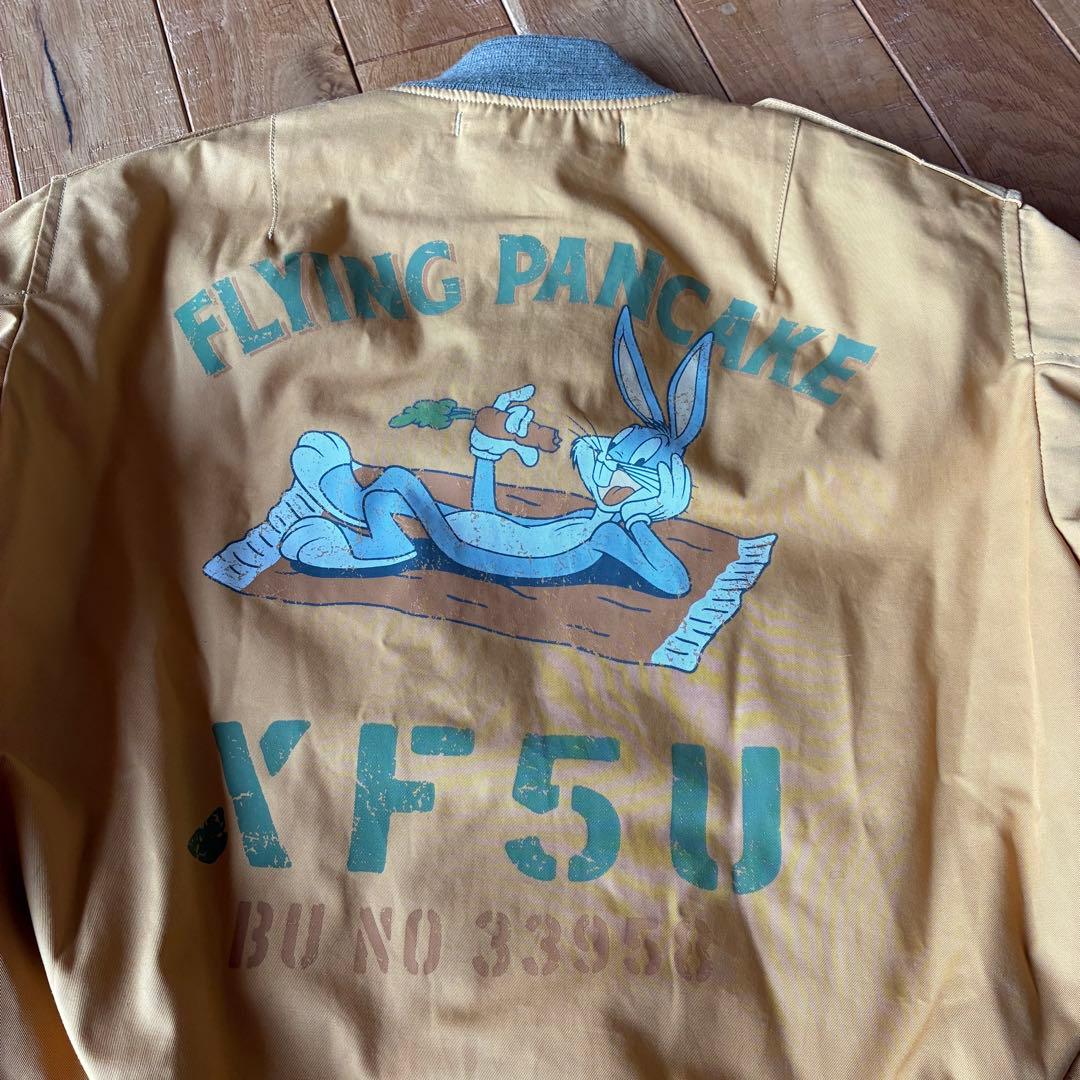 FLYING PANCAKE
XF5U
BU NO 33958